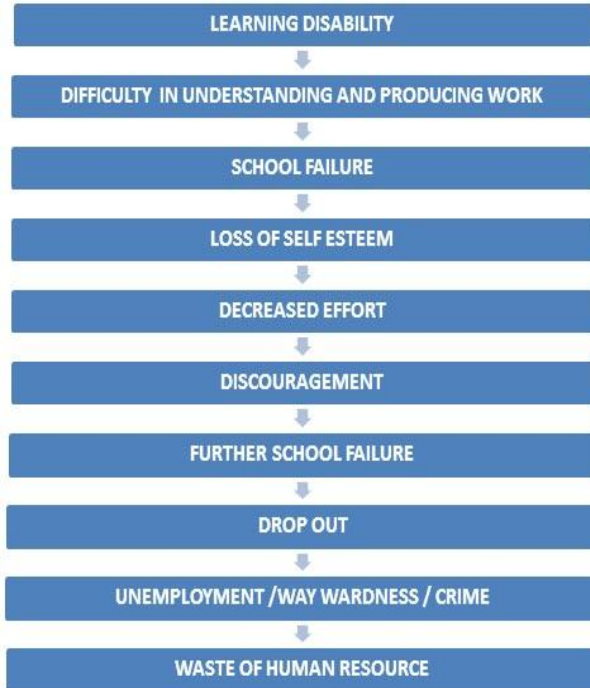 LEARNING DISABILITY
DIFFICULTY IN UNDERSTANDING AND PRODUCING WORK
SCHOOL FAILURE
LOSS OF SELF ESTEEM
DECREASED EFFORT
DISCOURAGEMENT
FURTHER SCHOOL FAILURE
DROP OUT
UNEMPLOYMENT /WAY WARDNESS / CRIME
WASTE OF HUMAN RESOURCE